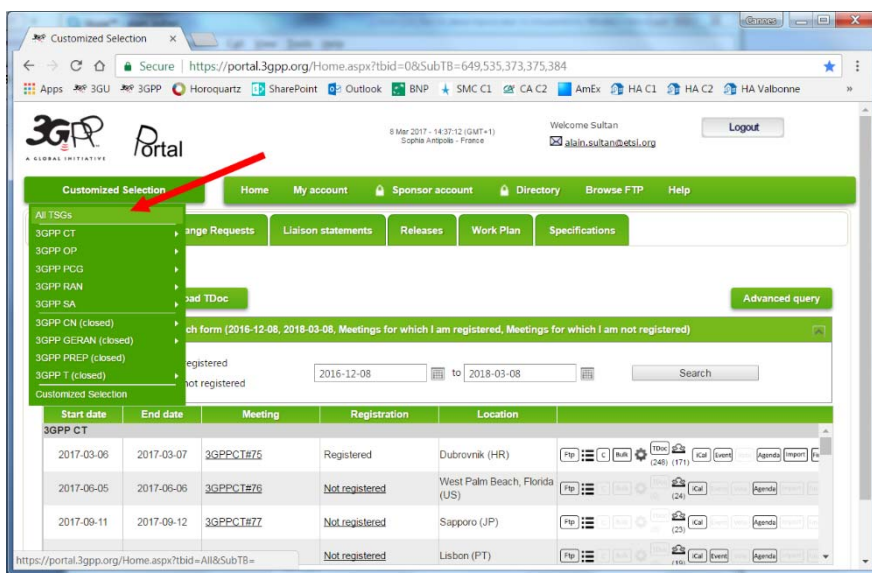 Cannes
Customized Selection
Secure https://portal.3gpp.org/Home.aspx?tbid=0&SubTB=649,535,373,375,384
Apps 3GU 3GPP Horoquartz SharePoint Outlook BNP SMC C1 CA C2 AmEx HA C1 HA C2 HA Valbonne »
3GPP
A GLOBAL INITIATIVE
Portal
8 Mar 2017 - 14:37:12 (GMT+1)
Sophia Antipolis - France
Welcome Sultan
alain.sultan@etsi.org
Logout
Customized Selection Home My account Sponsor account Directory Browse FTP Help
All TSGs
3GPP CT
3GPP OP
3GPP PCG
3GPP RAN
3GPP SA
3GPP CN (closed)
3GPP GERAN (closed)
3GPP PREP (closed)
3GPP T (closed)
Customized Selection
ange Requests Liaison statements Releases Work Plan Specifications
ad TDoc Advanced query
ch form (2016-12-08, 2018-03-08, Meetings for which I am registered, Meetings for which I am not registered)
egistered
not registered
2016-12-08 to 2018-03-08 Search
Start date End date Meeting Registration Location
3GPP CT
2017-03-06 2017-03-07 3GPPCT#75 Registered Dubrovnik (HR) Ftp C Bulk TDoc (248) (171) iCal Event Agenda Import
2017-06-05 2017-06-06 3GPPCT#76 Not registered West Palm Beach, Florida (US) Ftp (24) iCal Agenda
2017-09-11 2017-09-12 3GPPCT#77 Not registered Sapporo (JP) Ftp (25) iCal Agenda
Not registered Lisbon (PT) Ftp (19) iCal Event Agenda
https://portal.3gpp.org/Home.aspx?tbid=All&SubTB=